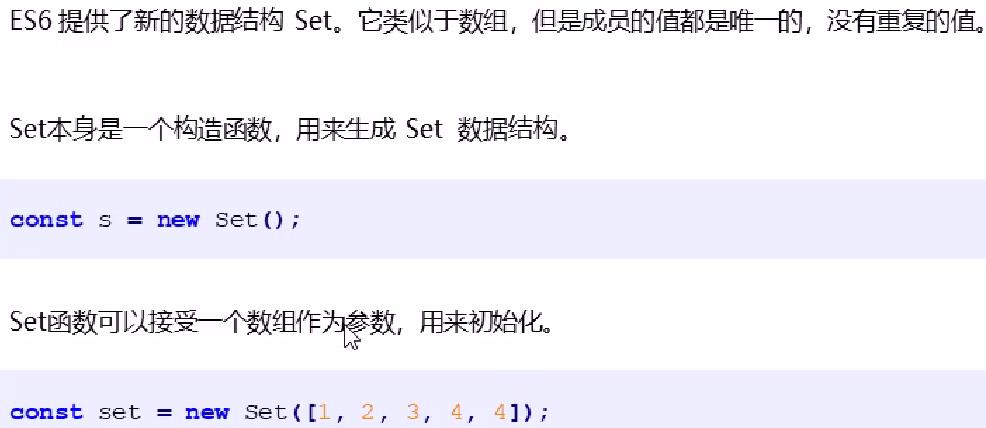 ES6 提供了新的数据结构 Set。它类似于数组，但是成员的值都是唯一的，没有重复的值。
Set本身是一个构造函数，用来生成 Set 数据结构。
const s = new Set();
Set函数可以接受一个数组作为参数，用来初始化。
const set = new Set([1, 2, 3, 4, 4]);